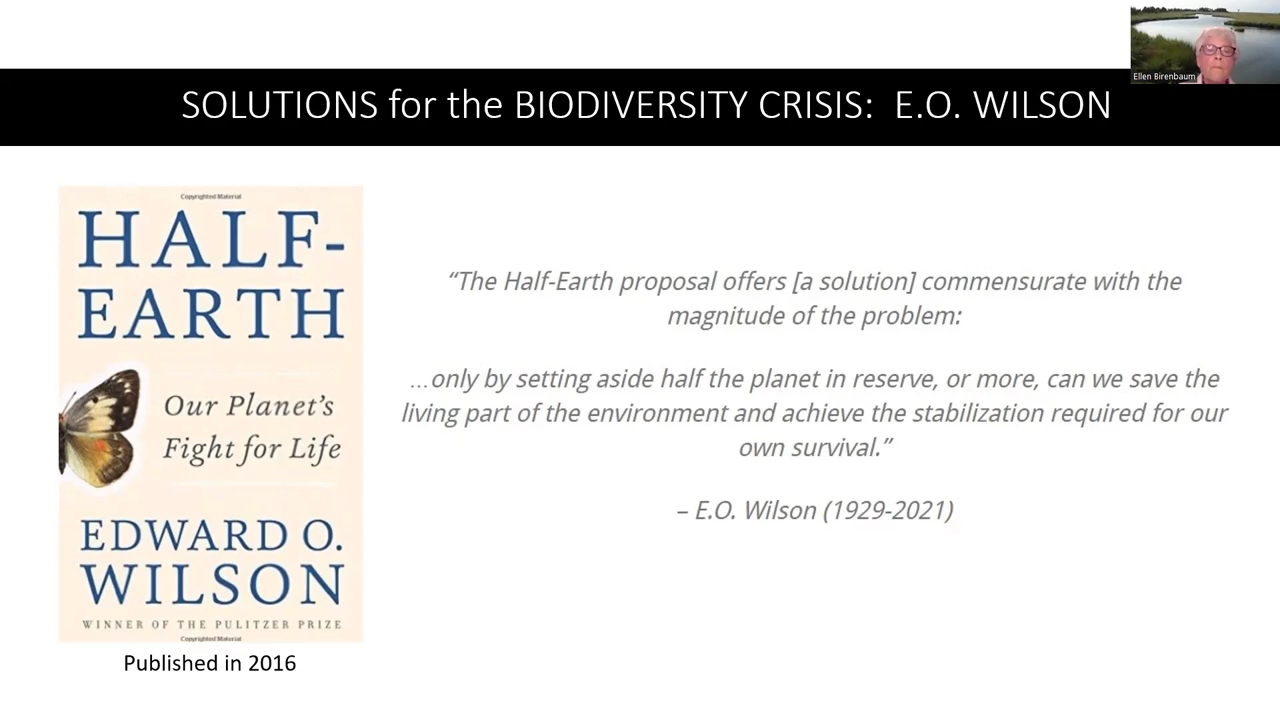 Ellen Birenbaum
SOLUTIONS for the BIODIVERSITY CRISIS: E.O. WILSON
Copyrighted Material
HALF-
EARTH
Our Planet's
Fight for Life
EDWARD O.
WILSON
WINNER OF THE PULITZER PRIZE
Copyrighted Material
Published in 2016
“The Half-Earth proposal offers [a solution] commensurate with the
magnitude of the problem:
…only by setting aside half the planet in reserve, or more, can we save the
living part of the environment and achieve the stabilization required for our
own survival.”
– E.O. Wilson (1929-2021)